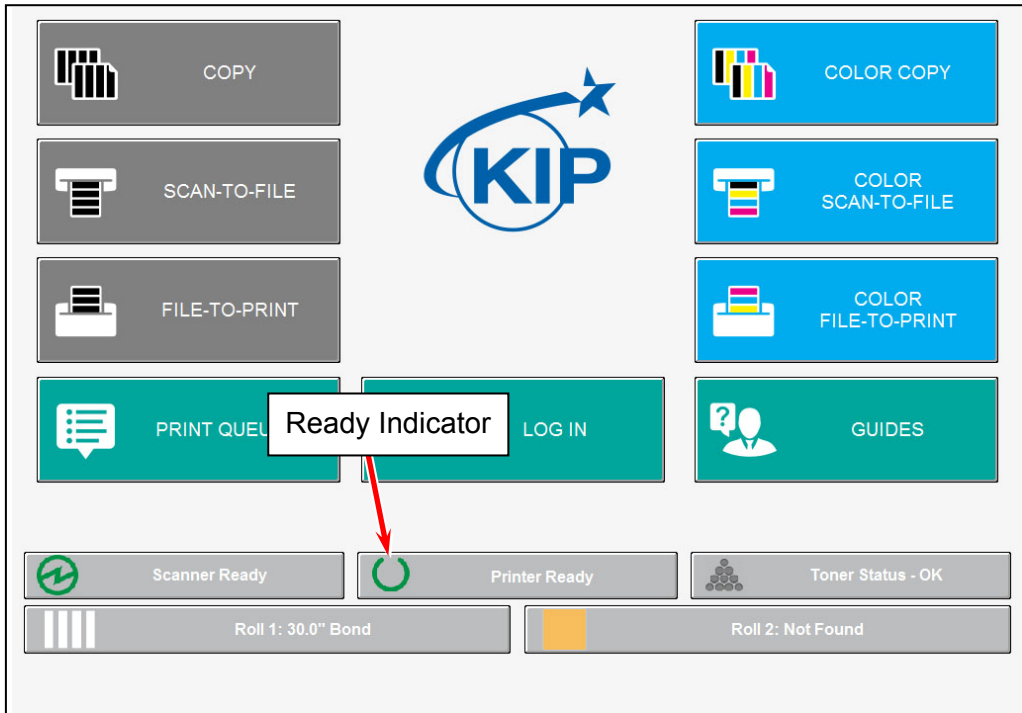 COPY
COLOR COPY
KIP
SCAN-TO-FILE
COLOR
SCAN-TO-FILE
FILE-TO-PRINT
COLOR
FILE-TO-PRINT
PRINT QUEU
Ready Indicator
LOG IN
?
GUIDES
Scanner Ready
Printer Ready
Toner Status - OK
Roll 1: 30.0" Bond
Roll 2: Not Found